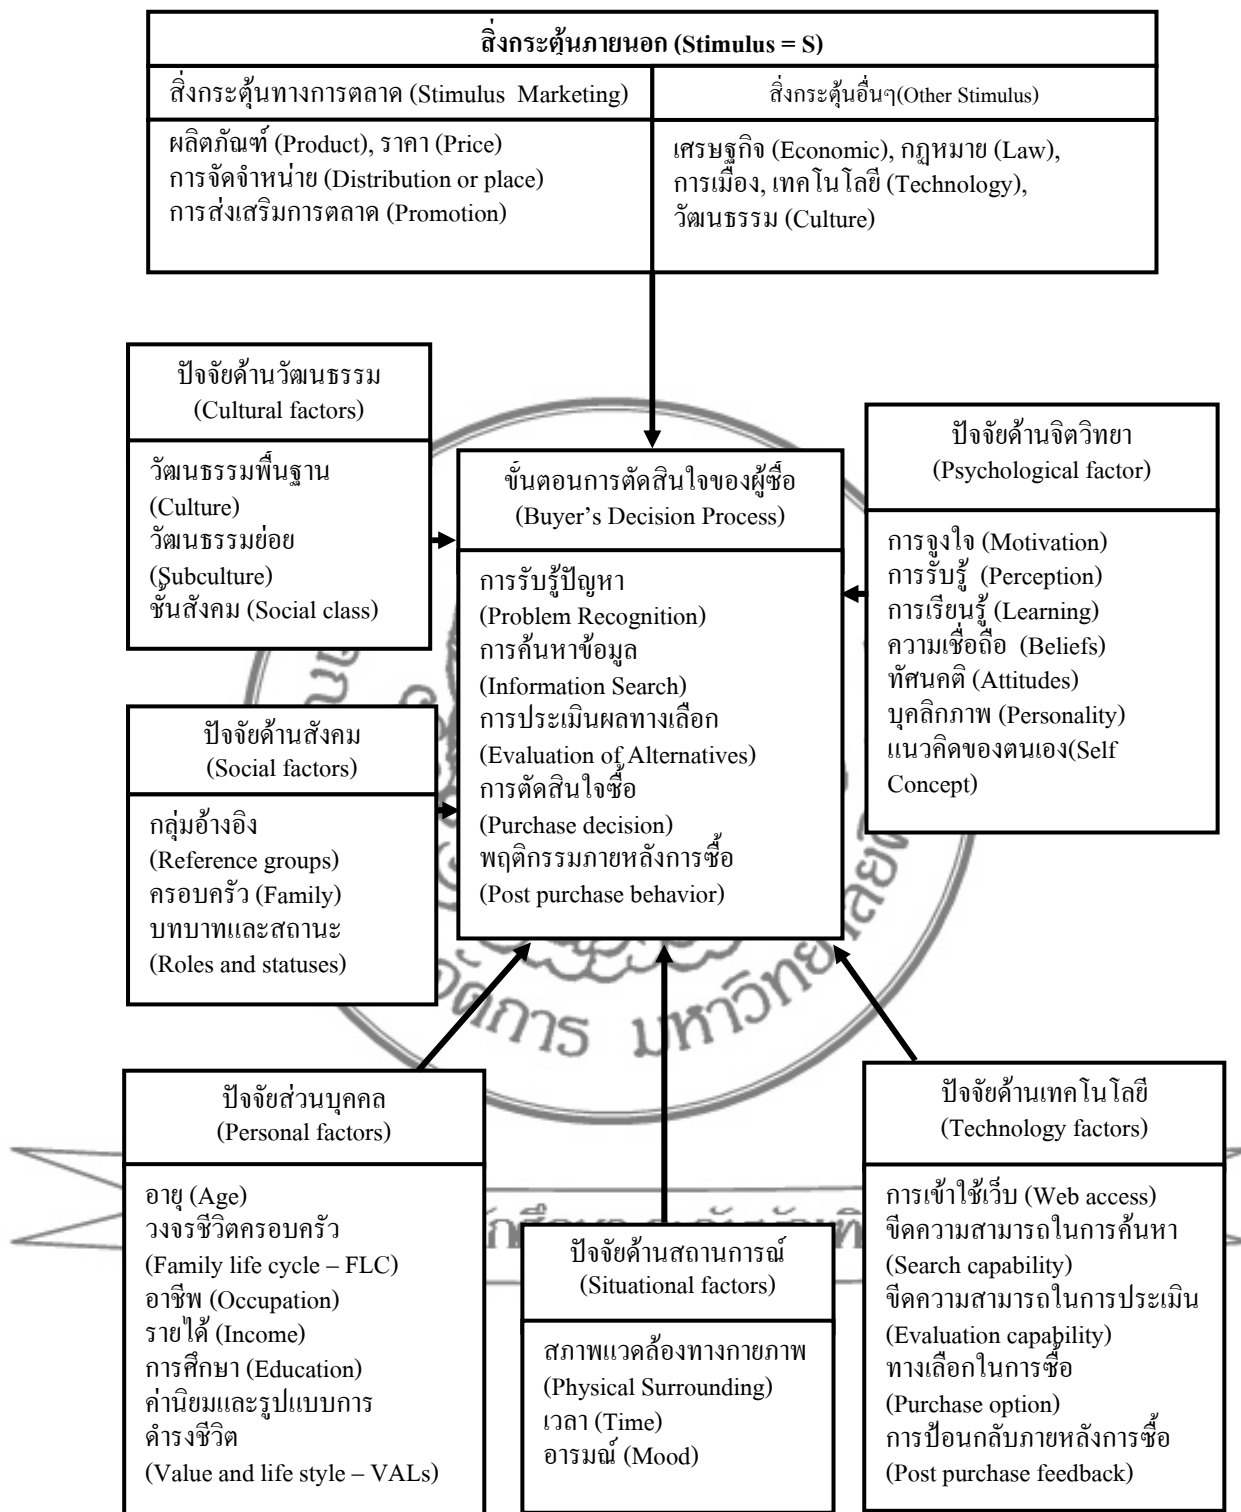 สิ่งกระตุ้นภายนอก (Stimulus = S)
สิ่งกระตุ้นทางการตลาด (Stimulus  Marketing)
สิ่งกระตุ้นอื่นๆ(Other Stimulus)
ผลิตภัณฑ์ (Product), ราคา (Price)
การจัดจำหน่าย (Distribution or place)
การส่งเสริมการตลาด (Promotion)
เศรษฐกิจ (Economic), กฎหมาย (Law),
การเมือง, เทคโนโลยี (Technology),
วัฒนธรรม (Culture)
ปัจจัยด้านวัฒนธรรม
(Cultural factors)
วัฒนธรรมพื้นฐาน
(Culture)
วัฒนธรรมย่อย
(Subculture)
ชั้นสังคม (Social class)
ขั้นตอนการตัดสินใจของผู้ซื้อ
(Buyer’s Decision Process)
การรับรู้ปัญหา
(Problem Recognition)
การค้นหาข้อมูล
(Information Search)
การประเมินผลทางเลือก
(Evaluation of Alternatives)
การตัดสินใจซื้อ
(Purchase decision)
พฤติกรรมภายหลังการซื้อ
(Post purchase behavior)
ปัจจัยด้านจิตวิทยา
(Psychological factor)
การจูงใจ (Motivation)
การรับรู้  (Perception)
การเรียนรู้ (Learning)
ความเชื่อถือ  (Beliefs)
ทัศนคติ (Attitudes)
บุคลิกภาพ (Personality)
แนวคิดของตนเอง(Self
Concept)
ปัจจัยด้านสังคม
(Social factors)
กลุ่มอ้างอิง
(Reference groups)
ครอบครัว (Family)
บทบาทและสถานะ
(Roles and statuses)
จัดการ มหาวิทยาลัย
ปัจจัยส่วนบุคคล
(Personal factors)
อายุ (Age)
วงจรชีวิตครอบครัว
(Family life cycle – FLC)
อาชีพ (Occupation)
รายได้ (Income)
การศึกษา (Education)
ค่านิยมและรูปแบบการ
ดำรงชีวิต
(Value and life style – VALs)
ปัจจัยด้านสถานการณ์
(Situational factors)
สภาพแวดล้องทางกายภาพ
(Physical Surrounding)
เวลา (Time)
อารมณ์ (Mood)
ปัจจัยด้านเทคโนโลยี
(Technology factors)
การเข้าใช้เว็บ (Web access)
ขีดความสามารถในการค้นหา
(Search capability)
ขีดความสามารถในการประเมิน
(Evaluation capability)
ทางเลือกในการซื้อ
(Purchase option)
การป้อนกลับภายหลังการซื้อ
(Post purchase feedback)